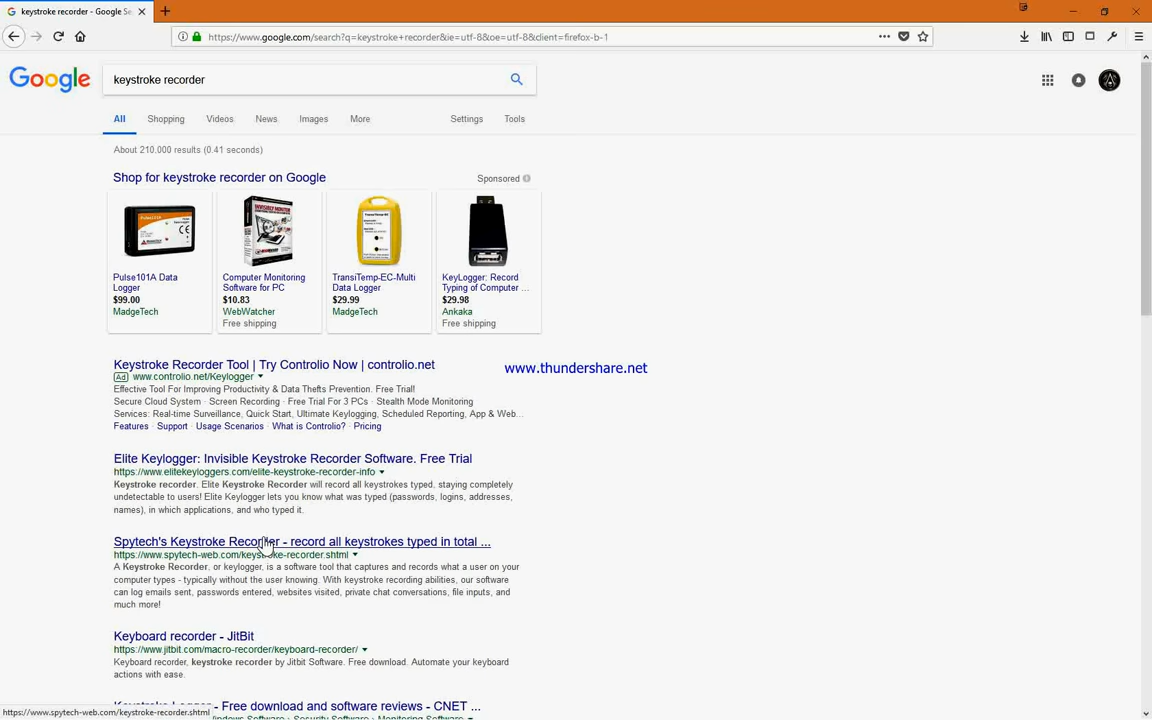 keystroke recorder - Google Se
https://www.google.com/search?q=keystroke+recorder&ie=utf-8&oe=utf-8&client=firefox-b-1
Google
keystroke recorder
All Shopping Videos News Images More Settings Tools
About 210,000 results (0.41 seconds)
Shop for keystroke recorder on Google Sponsored
Pulse101A Data
Logger
$99.00
MadgeTech
Computer Monitoring
Software for PC
$10.83
WebWatcher
Free shipping
TransiTemp-EC-Multi
Data Logger
$29.99
MadgeTech
KeyLogger: Record
Typing of Computer ...
$29.98
Ankaka
Free shipping
Keystroke Recorder Tool | Try Controlio Now | controlio.net
Ad www.controlio.net/Keylogger
Effective Tool For Improving Productivity & Data Thefts Prevention. Free Trial!
Secure Cloud System · Screen Recording · Free Trial For 3 PCs · Stealth Mode Monitoring
Services: Real-time Surveillance, Quick Start, Ultimate Keylogging, Scheduled Reporting, App & Web...
Features · Support · Usage Scenarios · What is Controlio? · Pricing
www.thundershare.net
Elite Keylogger: Invisible Keystroke Recorder Software. Free Trial
https://www.elitekeyloggers.com/elite-keystroke-recorder-info
Keystroke recorder. Elite Keystroke Recorder will record all keystrokes typed, staying completely
undetectable to users! Elite Keylogger lets you know what was typed (passwords, logins, addresses,
names), in which applications, and who typed it.
Spytech's Keystroke Recorder - record all keystrokes typed in total ...
https://www.spytech-web.com/keystroke-recorder.shtml
A Keystroke Recorder, or keylogger, is a software tool that captures and records what a user on your
computer types - typically without the user knowing. With keystroke recording abilities, our software
can log emails sent, passwords entered, websites visited, private chat conversations, file inputs, and
much more!
Keyboard recorder - JitBit
https://www.jitbit.com/macro-recorder/keyboard-recorder/
Keyboard recorder, keystroke recorder by Jitbit Software. Free download. Automate your keyboard
actions with ease.
Keystroke Logger - Free download and software reviews - CNET ...
https://www.spytech-web.com/keystroke-recorder.shtml